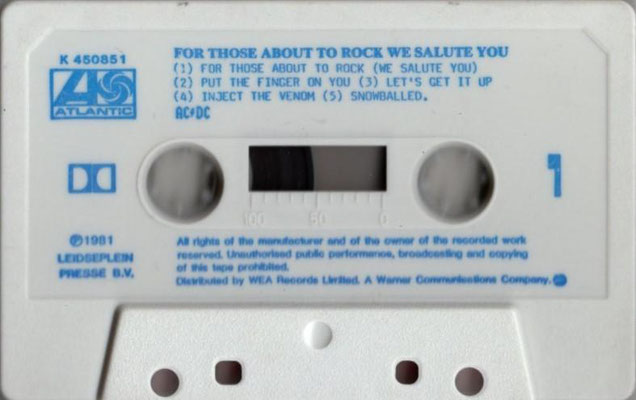 K 450851
FOR THOSE ABOUT TO ROCK WE SALUTE YOU
(1) FOR THOSE ABOUT TO ROCK (WE SALUTE YOU)
(2) PUT THE FINGER ON YOU (3) LET'S GET IT UP
(4) INJECT THE VENOM (5) SNOWBALLED.
AC⚡DC
ATLANTIC
1
100 50 0
℗1981
LEIDSEPLEIN
PRESSE B.V.
All rights of the manufacturer and of the owner of the recorded work
reserved. Unauthorised public performance, broadcasting and copying
of this tape prohibited.
Distributed by WEA Records Limited. A Warner Communications Company.